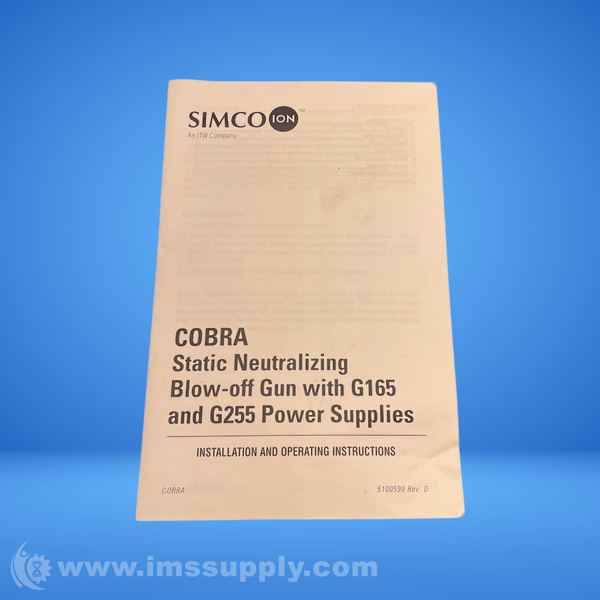 SIMCO ION™
An ITW Company
COBRA
Static Neutralizing
Blow-off Gun with G165
and G255 Power Supplies
INSTALLATION AND OPERATING INSTRUCTIONS
COBRA 5100599 Rev. D
www.imssupply.com